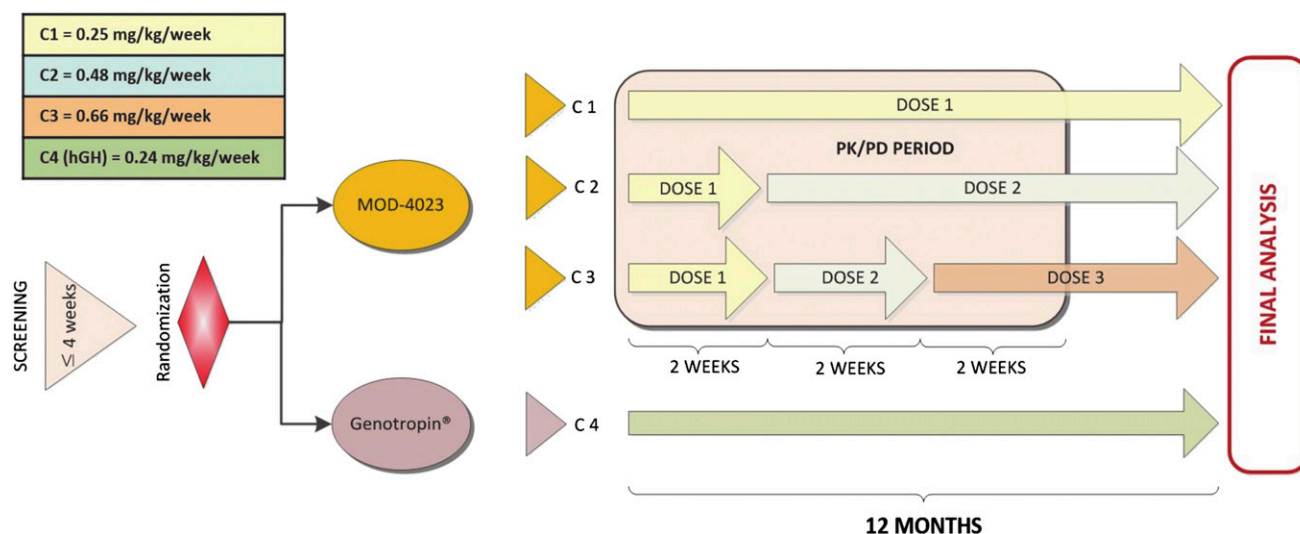 C1 = 0.25 mg/kg/week
C2 = 0.48 mg/kg/week
C3 = 0.66 mg/kg/week
C4 (hGH) = 0.24 mg/kg/week
SCREENING
≤ 4 weeks
Randomization
MOD-4023
Genotropin®
C 1
DOSE 1
PK/PD PERIOD
C 2
DOSE 1
DOSE 2
C 3
DOSE 1
DOSE 2
DOSE 3
2 WEEKS
2 WEEKS
2 WEEKS
C 4
12 MONTHS
FINAL ANALYSIS